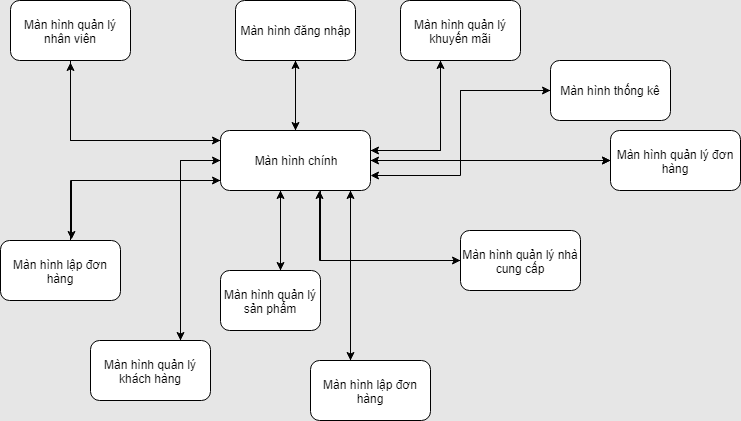 Màn hình quản lý
nhân viên
Màn hình đăng nhập
Màn hình quản lý
khuyến mãi
Màn hình thống kê
Màn hình chính
Màn hình quản lý đơn
hàng
Màn hình lập đơn
hàng
Màn hình quản lý
sản phẩm
Màn hình quản lý nhà
cung cấp
Màn hình quản lý
khách hàng
Màn hình lập đơn
hàng